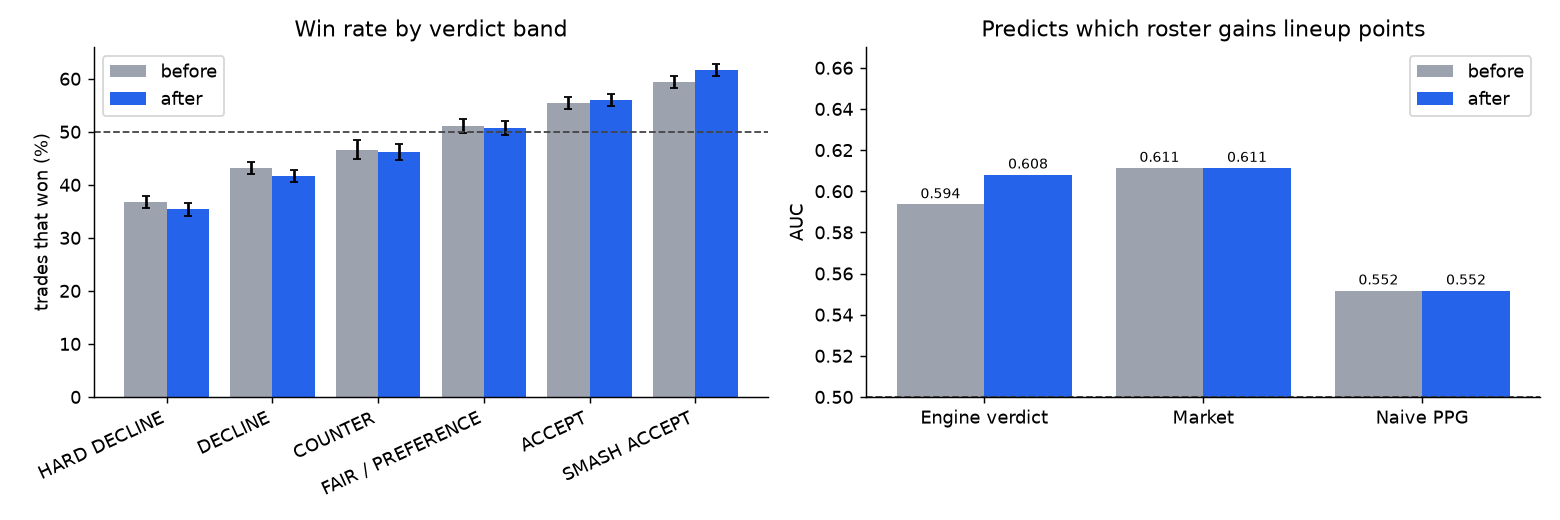 Win rate by verdict band
before
after
trades that won (%)
60
50
40
30
20
10
0
HARD DECLINE
DECLINE
COUNTER
FAIR / PREFERENCE
ACCEPT
SMASH ACCEPT
Predicts which roster gains lineup points
before
after
AUC
0.66
0.64
0.62
0.60
0.58
0.56
0.54
0.52
0.50
0.594
0.608
0.611
0.611
0.552
0.552
Engine verdict
Market
Naive PPG